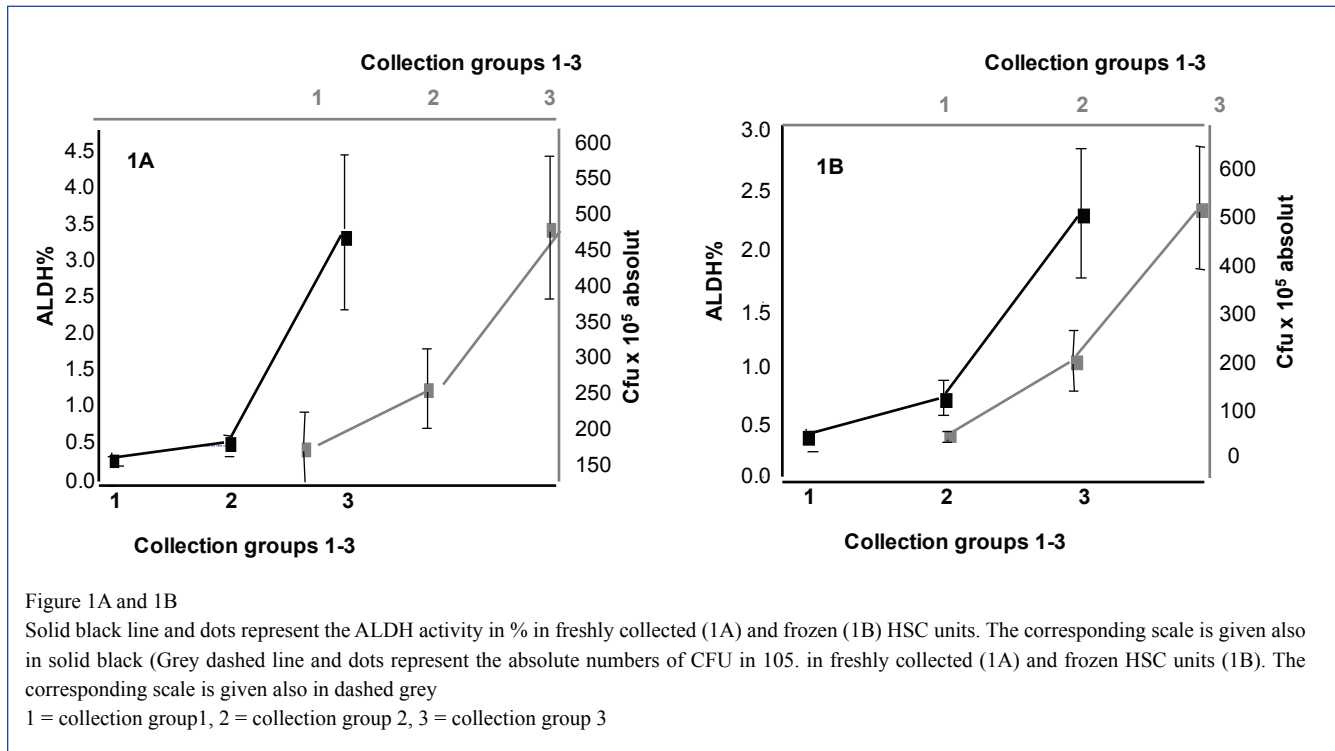 Collection groups 1-3
1 2 3
4.5
4.0
3.5
3.0
2.5
2.0
1.5
1.0
0.5
0.0
ALDH%
1A
600
550
500
450
400
350
300
250
200
150
Cfu x 10⁵ absolut
1 2 3
Collection groups 1-3
Collection groups 1-3
1 2 3
3.0
2.5
2.0
1.5
1.0
0.5
0.0
ALDH%
1B
600
500
400
300
200
100
0
Cfu x 10⁵ absolut
1 2 3
Collection groups 1-3
Figure 1A and 1B
Solid black line and dots represent the ALDH activity in % in freshly collected (1A) and frozen (1B) HSC units. The corresponding scale is given also
in solid black (Grey dashed line and dots represent the absolute numbers of CFU in 105. in freshly collected (1A) and frozen HSC units (1B). The
corresponding scale is given also in dashed grey
1 = collection group1, 2 = collection group 2, 3 = collection group 3